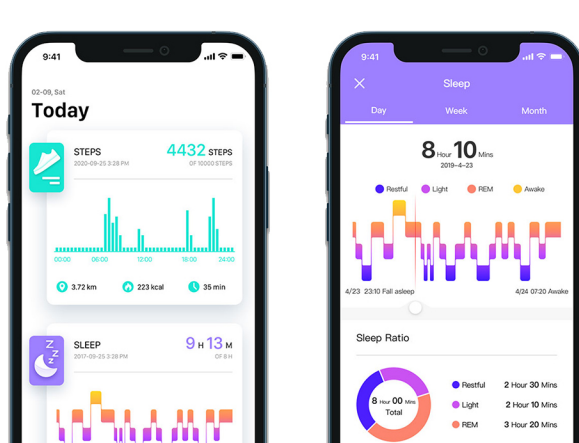 9:41
02-09, Sat
Today
STEPS
4432 STEPS
2020-09-25 3:28 PM
OF 10000 STEPS
00:00 06:00 12:00 18:00 24:00
3.72 km 223 kcal 35 min
SLEEP
9 H 13 M
2017-09-25 3:28 PM
OF 8 H
z
z
z
9:41
Sleep
Day Week Month
8 Hour 10 Mins
2019-4-23
Restful Light REM Awake
4/23 23:10 Fall asleep 4/24 07:20 Awake
Sleep Ratio
8 Hour 00 Mins
Total
Restful 2 Hour 30 Mins
Light 2 Hour 10 Mins
REM 3 Hour 20 Mins